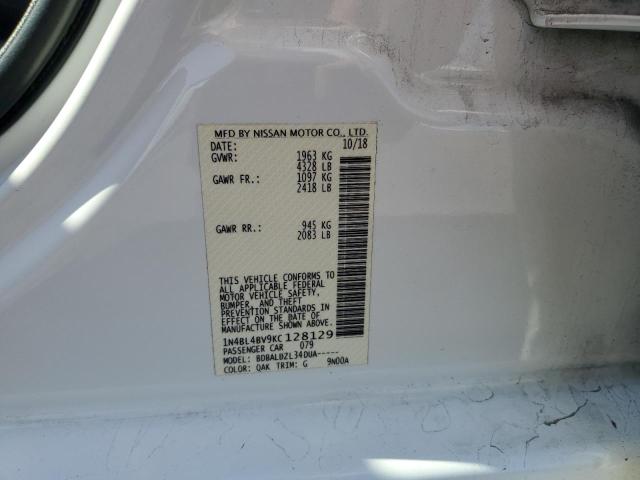 MFD BY NISSAN MOTOR CO., LTD.
DATE: 10/18
GVWR: 1963 KG
4328 LB
GAWR FR.: 1097 KG
2418 LB
GAWR RR.: 945 KG
2083 LB
THIS VEHICLE CONFORMS TO
ALL APPLICABLE FEDERAL
MOTOR VEHICLE SAFETY,
BUMPER, AND THEFT
PREVENTION STANDARDS
IN EFFECT ON THE DATE OF
MANUFACTURE SHOWN ABOVE.
1N4BL4BV9KC128129
PASSENGER CAR 079
MODEL: BDBALDZL34DUA-----
COLOR: QAK TRIM: G 9N00A